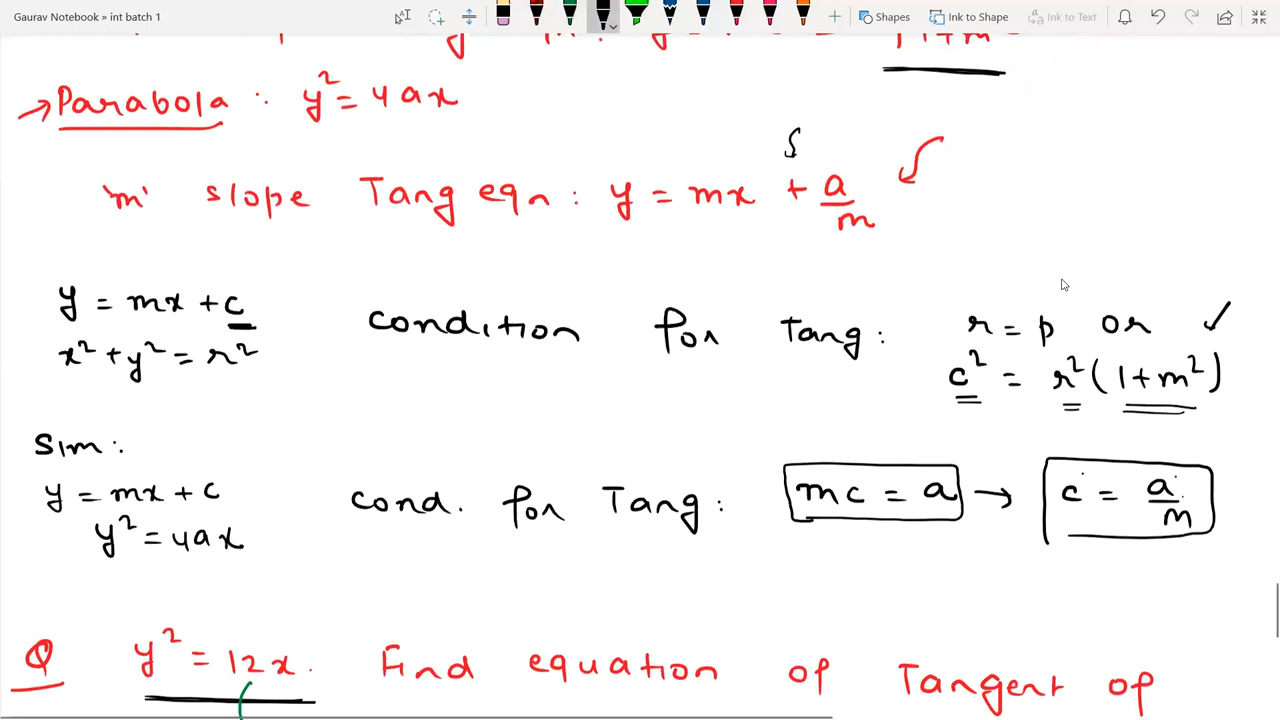 Gaurav Notebook » int batch 1
Shapes Ink to Shape Ink to Text
→ Parabola : y² = 4ax
'm' slope Tang eqn : y = mx + a/m
y = mx + c
x² + y² = r²
condition for Tang : r = p or ✓
c² = r²(1+m²)
Sim :
y = mx + c
y² = 4ax
cond. for Tang : mc = a → c = a/m
Q y² = 12x. Find equation of Tangent of